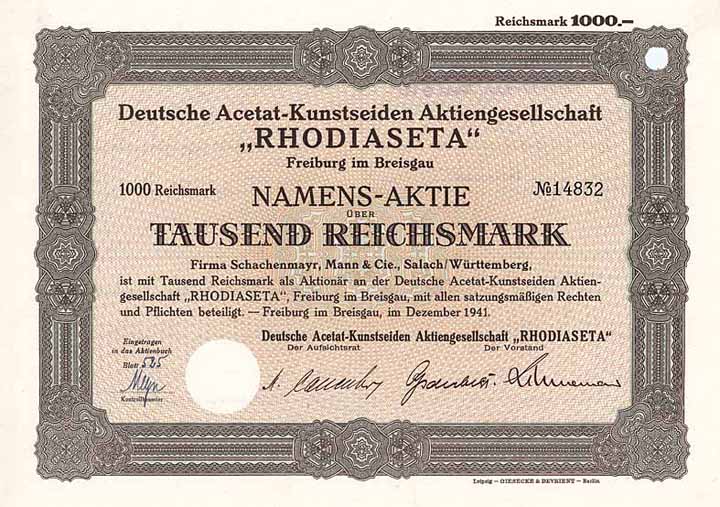 Reichsmark 1000.—
Deutsche Acetat-Kunstseiden Aktiengesellschaft
„RHODIASETA“
Freiburg im Breisgau
1000 Reichsmark NAMENS-AKTIE №14832
ÜBER
TAUSEND REICHSMARK
Firma Schachenmayr, Mann & Cie., Salach/Württemberg,
ist mit Tausend Reichsmark als Aktionär an der Deutsche Acetat-Kunstseiden Aktien-
gesellschaft „RHODIASETA“, Freiburg im Breisgau, mit allen satzungsmäßigen Rechten
und Pflichten beteiligt. — Freiburg im Breisgau, im Dezember 1941.
Eingetragen
in das Aktienbuch
Blatt 525
Kontrollbeamter
Deutsche Acetat-Kunstseiden Aktiengesellschaft „RHODIASETA“
Der Aufsichtsrat Der Vorstand
Leipzig — GIESECKE & DEVRIENT — Berlin